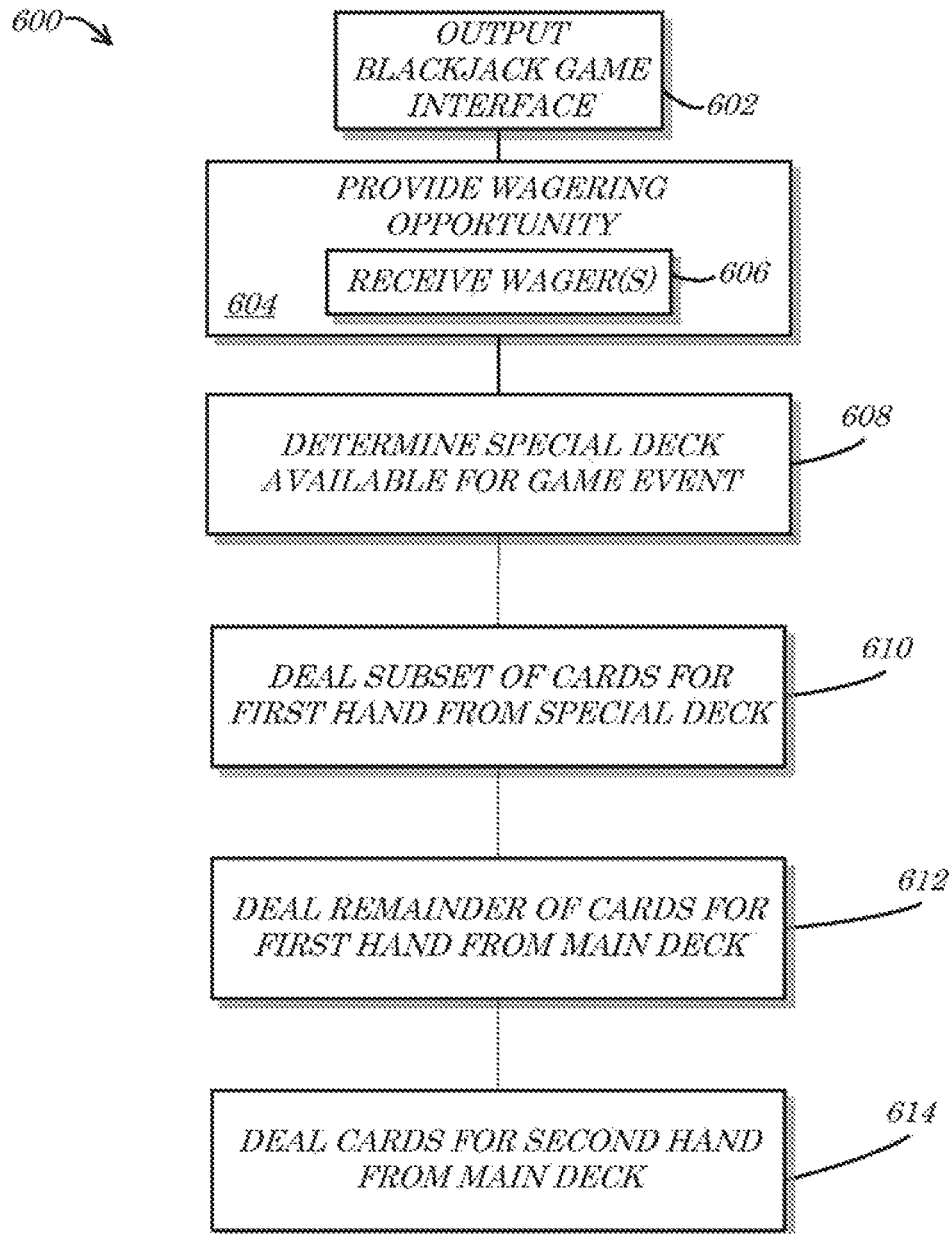 600
OUTPUT
BLACKJACK GAME
INTERFACE
602
PROVIDE WAGERING
OPPORTUNITY
RECEIVE WAGER(S)
606
604
608
DETERMINE SPECIAL DECK
AVAILABLE FOR GAME EVENT
610
DEAL SUBSET OF CARDS FOR
FIRST HAND FROM SPECIAL DECK
612
DEAL REMAINDER OF CARDS FOR
FIRST HAND FROM MAIN DECK
614
DEAL CARDS FOR SECOND HAND
FROM MAIN DECK